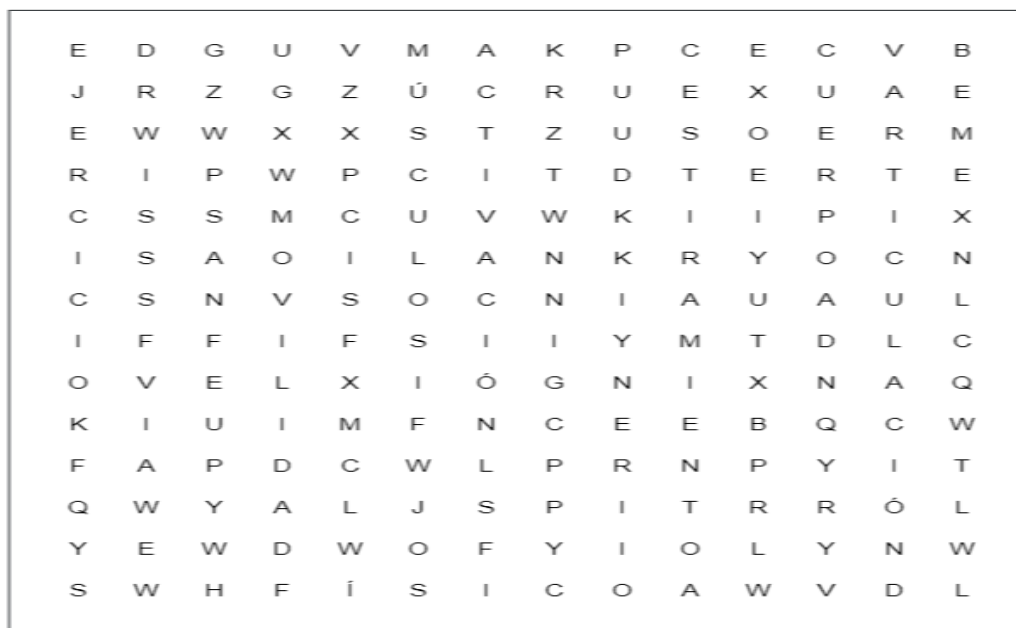 E D G U V M A K P C E C V B
J R Z G Z Ú C R U E X U A E
E W W X X S T Z U S O E R M
R I P W P C I T D T E R T E
C S S M C U V W K I I P I X
I S A O I L A N K R Y O C N
C S N V S O C N I A U A U L
I F F I F S I I Y M T D L C
O V E L X I Ó G N I X N A Q
K I U I M F N C E E B Q C W
F A P D C W L P R N P Y I T
Q W Y A L J S P I T R R Ó L
Y E W D W O F Y I O L Y N W
S W H F Í S I C O A W V D L